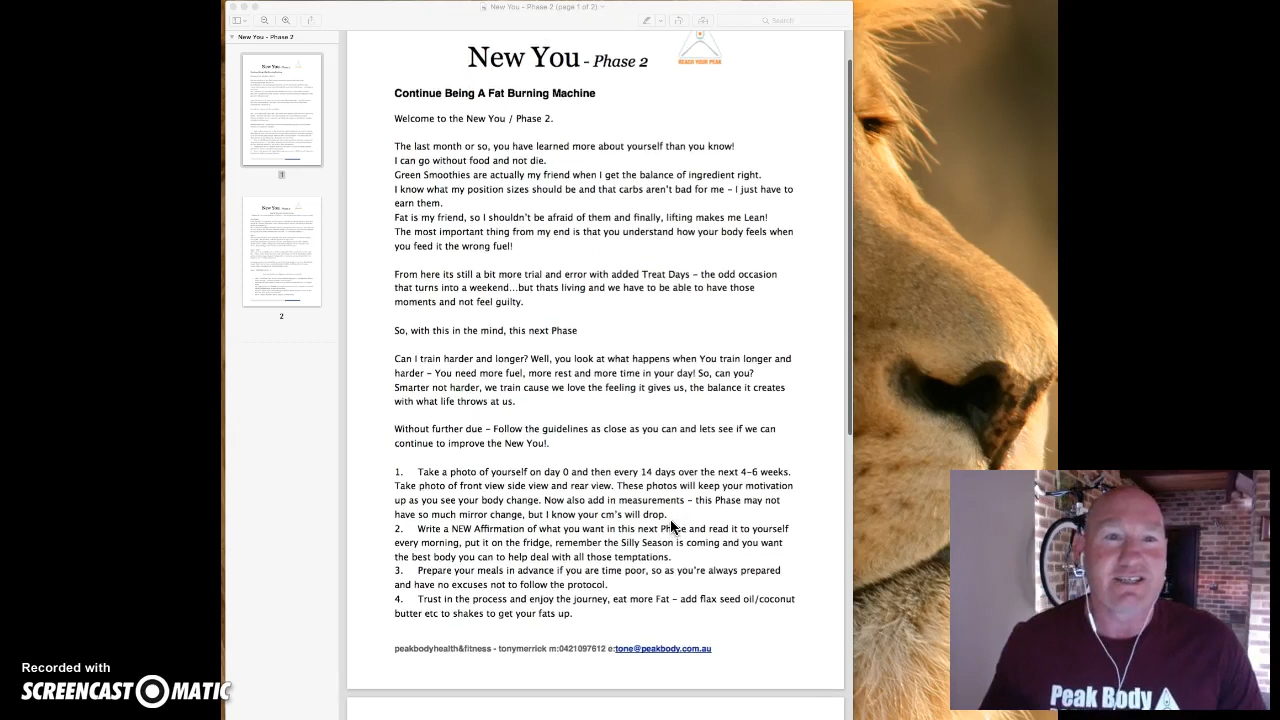 New You - Phase 2 (page 1 of 2)
Search
New You - Phase 2
1
2
New You - Phase 2
REACH YOUR PEAK
Continue Being A Fat Burning Machine
Welcome to the New You / Phase 2.
The last month or so, you have learned more about yourself than you know!
I can go without food and not die.
Green Smoothies are actually my friend when I get the balance of ingredient right.
I know what my position sizes should be and that carbs aren't bad for me – I just have to
earn them.
Fat is my friend, so I shouldn't be afraid of them and finally, lifting makes me Lean!
The most important thing from my end is that you understand how your body feels when
you feed it the wrong fuel!
From here its still a bit more trial and error with added Treat Days – the odd occasion
that turns into a weekend...but thats living and we have to be able to have those
moments and not feel guilty.
So, with this in the mind, this next Phase
Can I train harder and longer? Well, you look at what happens when You train longer and
harder – You need more fuel, more rest and more time in your day! So, can you?
Smarter not harder, we train cause we love the feeling it gives us, the balance it creates
with what life throws at us.
Without further due – Follow the guidelines as close as you can and lets see if we can
continue to improve the New You!.
1. Take a photo of yourself on day 0 and then every 14 days over the next 4–6 weeks.
Take photo of front view side view and rear view. These photos will keep your motivation
up as you see your body change. Now also add in measurements – this Phase may not
have so much mirror change, but I know your cm's will drop.
2. Write a NEW Affirmation of what you want in this next Phase and read it to yourself
every morning, put it on the fridge, remember the Silly Season is coming and you want
the best body you can to help deal with all those temptations.
3. Prepare your meals in advance if you are time poor, so as you're always prepared
and have no excuses not to follow the protocol.
4. Trust in the process and enjoy the journey, eat more Fat – add flax seed oil/coconut
butter etc to shakes to get your fats up.
peakbodyhealth&fitness - tonymerrick m:0421097612 e:tone@peakbody.com.au
Recorded with
SCREENCAST O MATIC
Peak Body